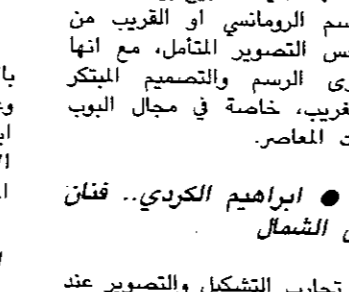 سم الرومانسي او القريب من
س التصوير المتأمل، مع انها
ى الرسم والتصميم المبتكر
غريب، خاصة في مجال البوب
ت المعاصر.
● ابراهيم الكردي.. فنان
الشمال
تجارب التشكيل والتصوير عند